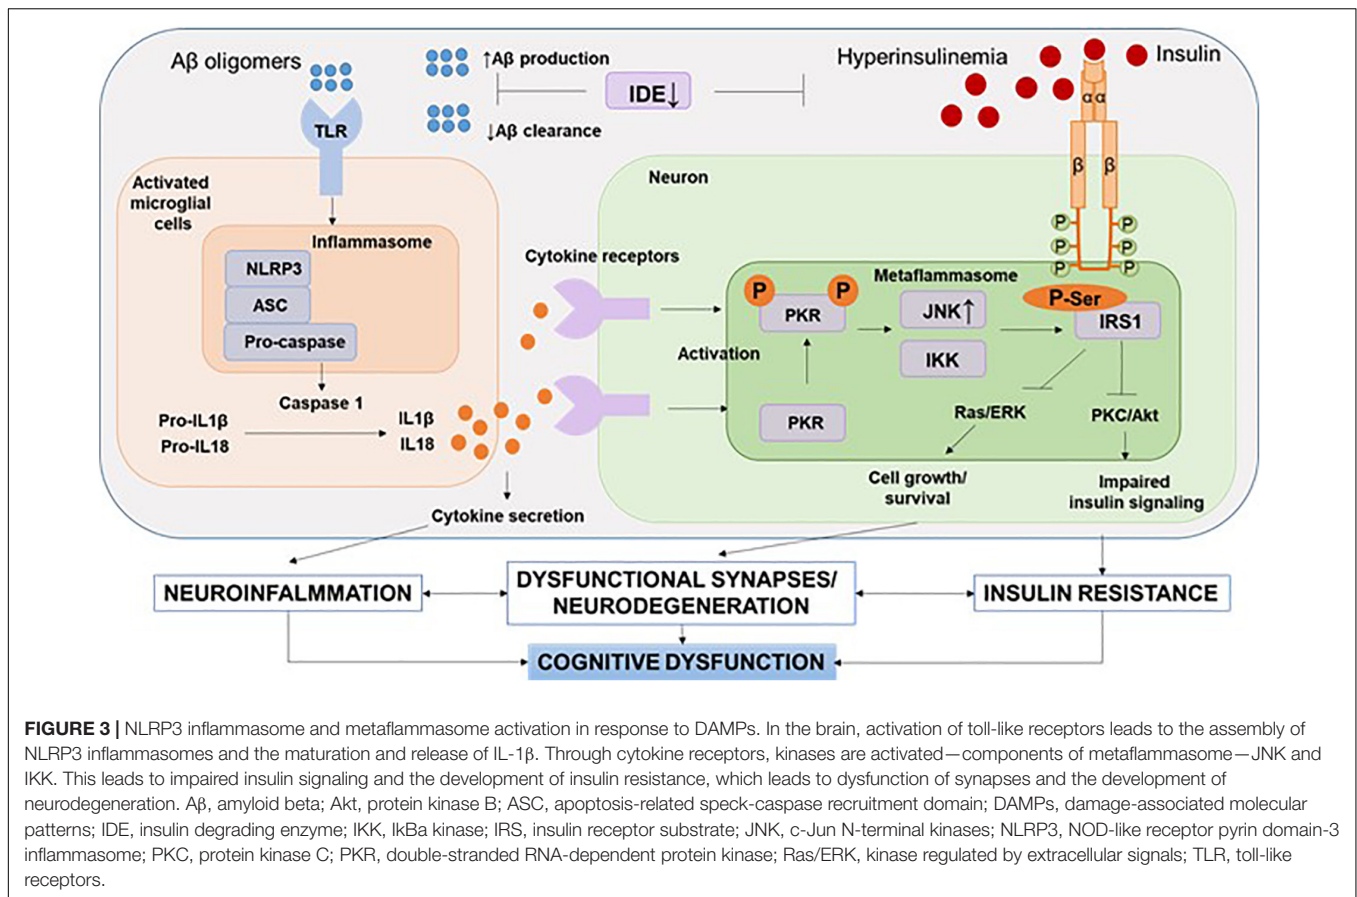 Aβ oligomers
↑Aβ production
IDE↓
↓Aβ clearance
Hyperinsulinemia
Insulin
α α
β β
TLR
Activated
microglial
cells
Inflammasome
NLRP3
ASC
Pro-caspase
Caspase 1
Pro-IL1β
Pro-IL18
IL1β
IL18
Cytokine secretion
Cytokine receptors
Neuron
P P
P P
P P
Metaflammasome
P P
PKR
Activation
PKR
JNK↑
IKK
P-Ser
IRS1
Ras/ERK
PKC/Akt
Cell growth/
survival
Impaired
insulin signaling
NEUROINFALMMATION
DYSFUNCTIONAL SYNAPSES/
NEURODEGENERATION
INSULIN RESISTANCE
COGNITIVE DYSFUNCTION
FIGURE 3 | NLRP3 inflammasome and metaflammasome activation in response to DAMPs. In the brain, activation of toll-like receptors leads to the assembly of
NLRP3 inflammasomes and the maturation and release of IL-1β. Through cytokine receptors, kinases are activated—components of metaflammasome—JNK and
IKK. This leads to impaired insulin signaling and the development of insulin resistance, which leads to dysfunction of synapses and the development of
neurodegeneration. Aβ, amyloid beta; Akt, protein kinase B; ASC, apoptosis-related speck-caspase recruitment domain; DAMPs, damage-associated molecular
patterns; IDE, insulin degrading enzyme; IKK, IkBa kinase; IRS, insulin receptor substrate; JNK, c-Jun N-terminal kinases; NLRP3, NOD-like receptor pyrin domain-3
inflammasome; PKC, protein kinase C; PKR, double-stranded RNA-dependent protein kinase; Ras/ERK, kinase regulated by extracellular signals; TLR, toll-like
receptors.